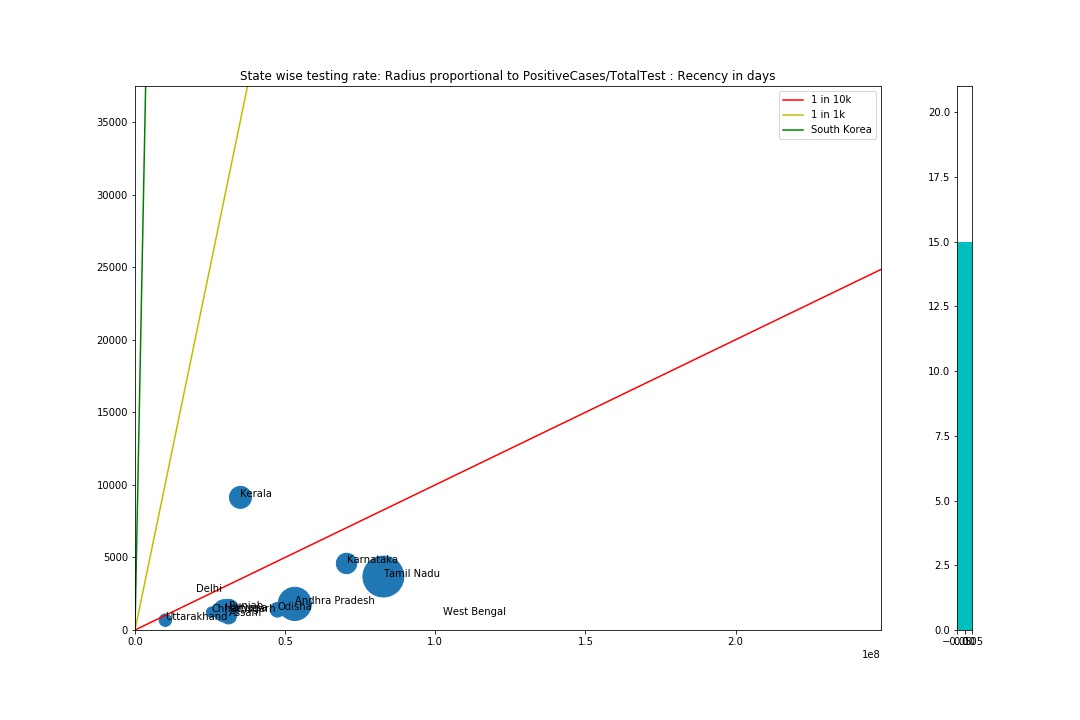 State wise testing rate: Radius proportional to PositiveCases/TotalTest : Recency in days
1 in 10k
1 in 1k
South Korea
35000
30000
25000
20000
15000
10000
5000
0
Kerala
Karnataka
Tamil Nadu
Delhi
Andhra Pradesh
Odisha
West Bengal
Punjab
Assam
Uttarakhand
0.0
0.5
1.0
1.5
2.0
1e8
20.0
17.5
15.0
12.5
10.0
7.5
5.0
2.5
0.0